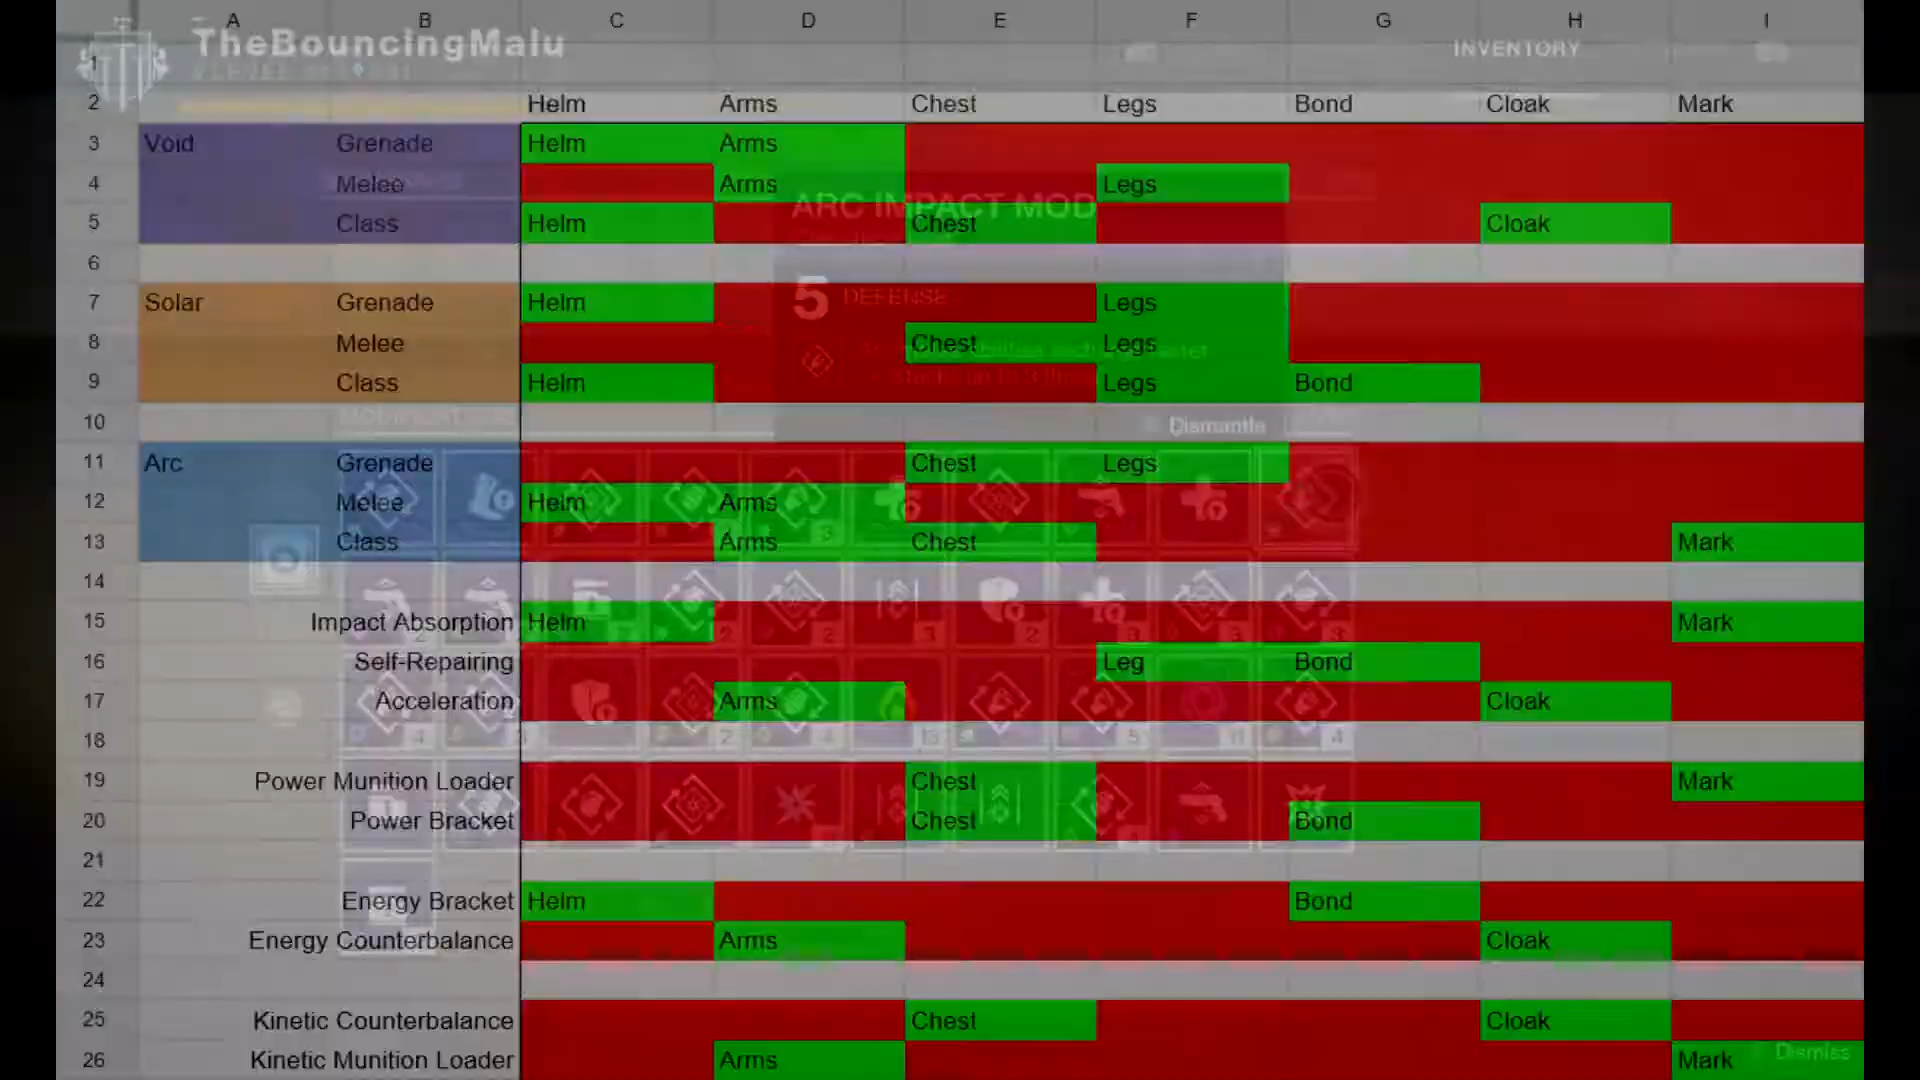 A B C D E F G H I
TheBouncingMalu
INVENTORY
1
2 Helm Arms Chest Legs Bond Cloak Mark
3 Void Grenade Helm Arms
4 Melee Arms Legs
ARC IMPACT MOD
5 Class Helm Chest Cloak
6
7 Solar Grenade Helm Legs
5 DEFENSE
8 Melee Chest Legs
9 Class Helm Legs Bond
10
Dismantle
11 Arc Grenade Chest Legs
12 Melee Helm Arms
13 Class Arms Chest Mark
14
15 Impact Absorption Helm Mark
16 Self-Repairing Leg Bond
17 Acceleration Arms Cloak
18
19 Power Munition Loader Chest Mark
20 Power Bracket Chest Bond
21
22 Energy Bracket Helm Bond
23 Energy Counterbalance Arms Cloak
24
25 Kinetic Counterbalance Chest Cloak
26 Kinetic Munition Loader Arms Mark
Dismiss